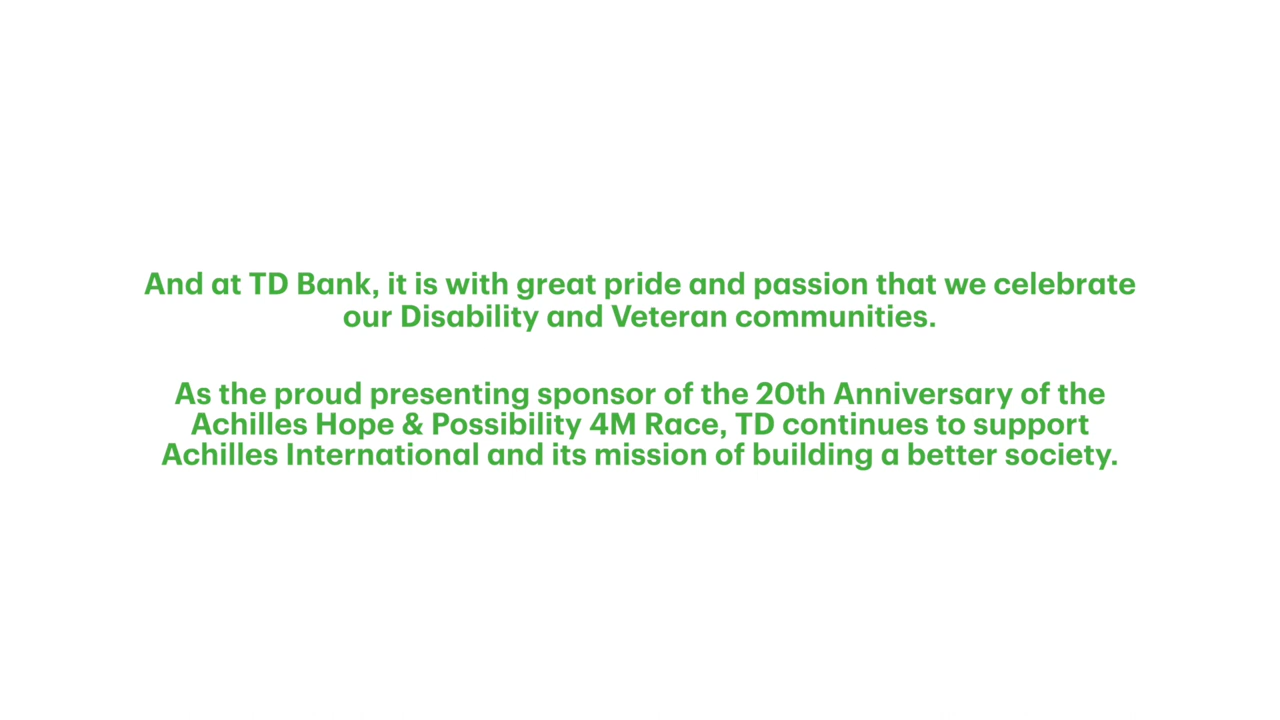 And at TD Bank, it is with great pride and passion that we celebrate
our Disability and Veteran communities.
As the proud presenting sponsor of the 20th Anniversary of the
Achilles Hope & Possibility 4M Race, TD continues to support
Achilles International and its mission of building a better society.